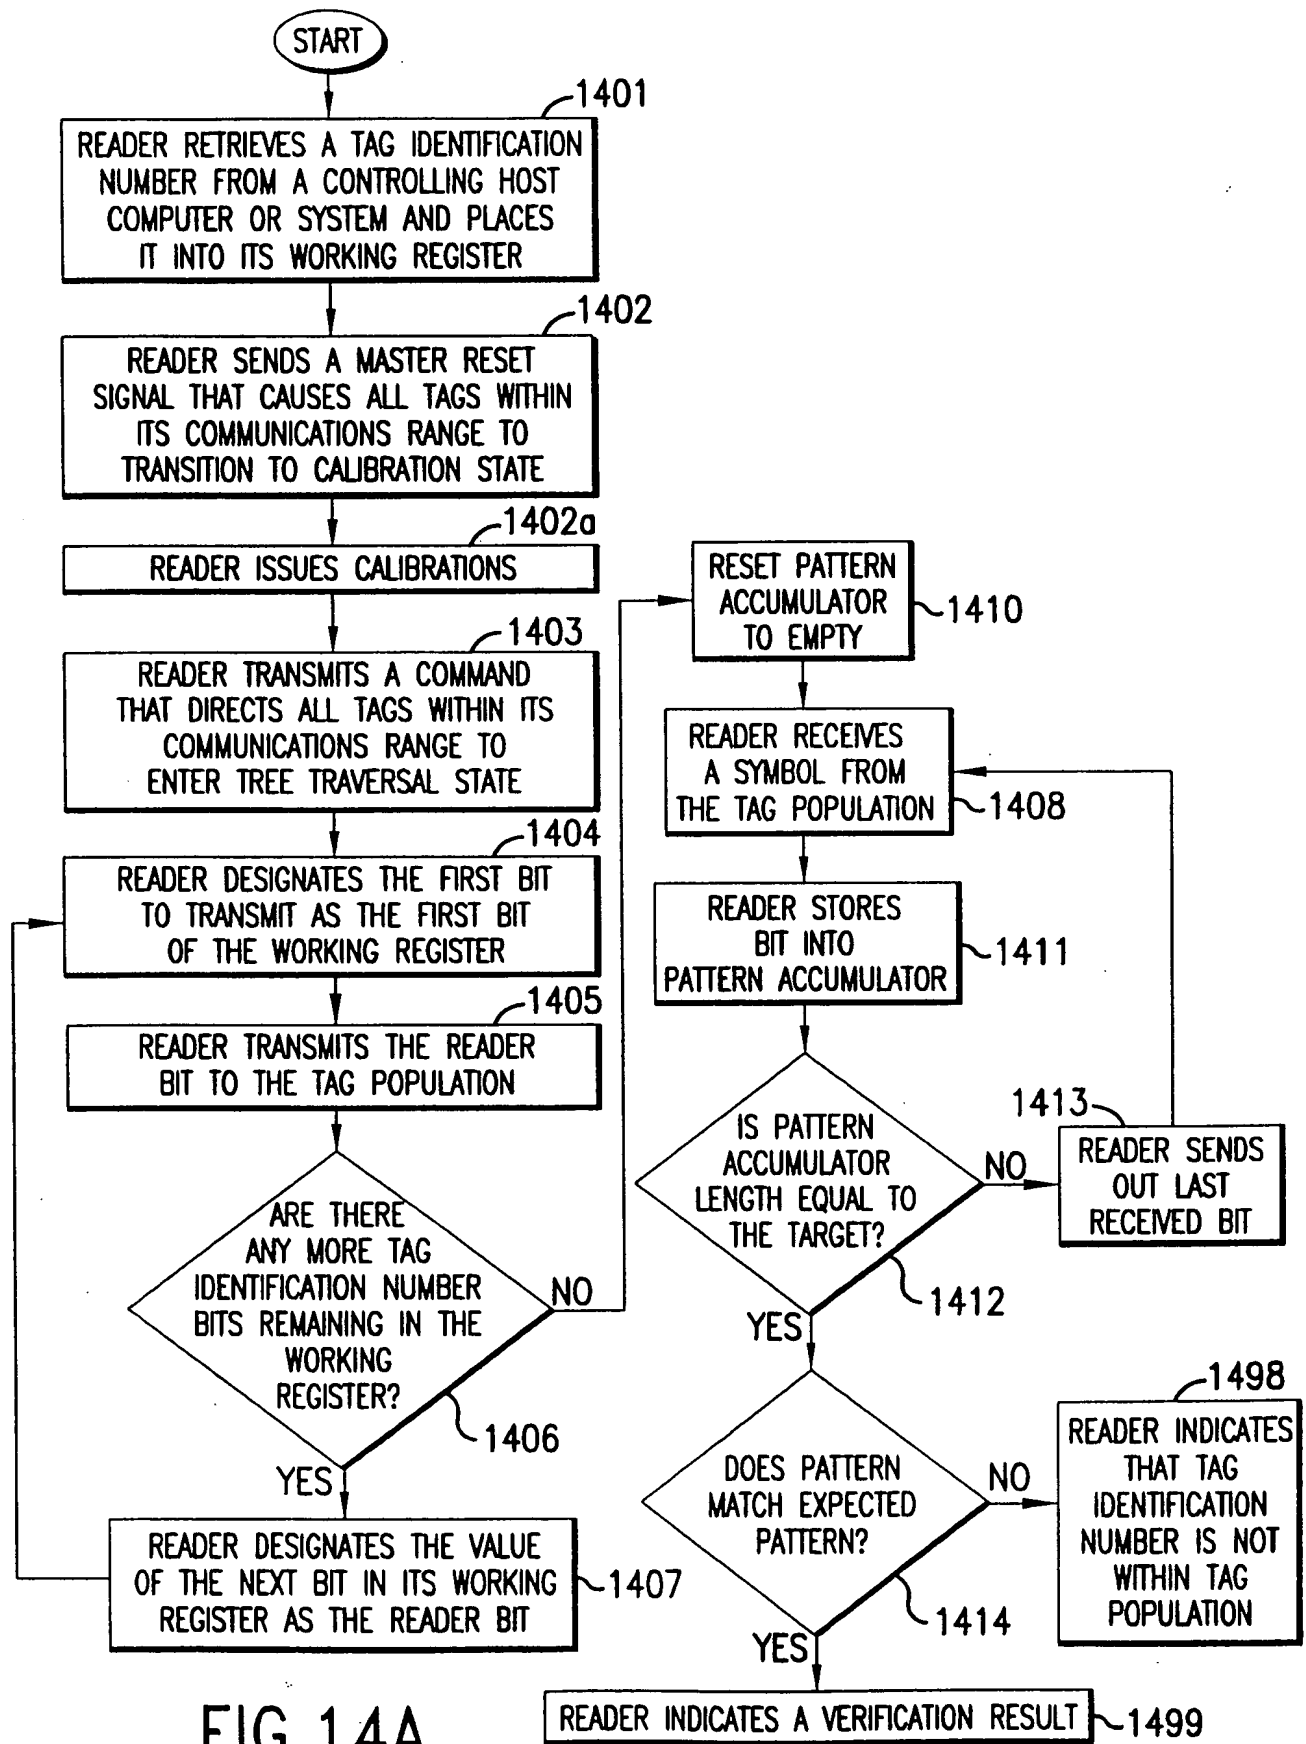 START
1401
READER RETRIEVES A TAG IDENTIFICATION
NUMBER FROM A CONTROLLING HOST
COMPUTER OR SYSTEM AND PLACES
IT INTO ITS WORKING REGISTER
1402
READER SENDS A MASTER RESET
SIGNAL THAT CAUSES ALL TAGS WITHIN
ITS COMMUNICATIONS RANGE TO
TRANSITION TO CALIBRATION STATE
1402a
READER ISSUES CALIBRATIONS
1403
READER TRANSMITS A COMMAND
THAT DIRECTS ALL TAGS WITHIN ITS
COMMUNICATIONS RANGE TO
ENTER TREE TRAVERSAL STATE
1404
READER DESIGNATES THE FIRST BIT
TO TRANSMIT AS THE FIRST BIT
OF THE WORKING REGISTER
1405
READER TRANSMITS THE READER
BIT TO THE TAG POPULATION
ARE THERE
ANY MORE TAG
IDENTIFICATION NUMBER
BITS REMAINING IN THE
WORKING
REGISTER?
NO
1406
YES
READER DESIGNATES THE VALUE
OF THE NEXT BIT IN ITS WORKING
REGISTER AS THE READER BIT
1407
RESET PATTERN
ACCUMULATOR
TO EMPTY
1410
READER RECEIVES
A SYMBOL FROM
THE TAG POPULATION
1408
READER STORES
BIT INTO
PATTERN ACCUMULATOR
1411
IS PATTERN
ACCUMULATOR
LENGTH EQUAL TO
THE TARGET?
NO
1413
READER SENDS
OUT LAST
RECEIVED BIT
1412
YES
DOES PATTERN
MATCH EXPECTED
PATTERN?
NO
1498
READER INDICATES
THAT TAG
IDENTIFICATION
NUMBER IS NOT
WITHIN TAG
POPULATION
1414
YES
READER INDICATES A VERIFICATION RESULT
1499
FIG.14A